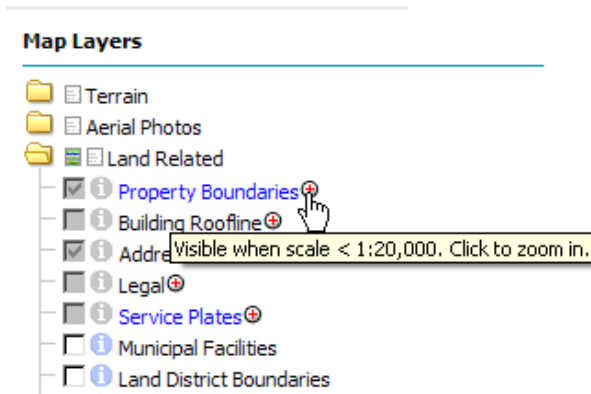 Map Layers
Terrain
Aerial Photos
Land Related
Property Boundaries
Building Roofline
Addre
Visible when scale < 1:20,000. Click to zoom in.
Legal
Service Plates
Municipal Facilities
Land District Boundaries